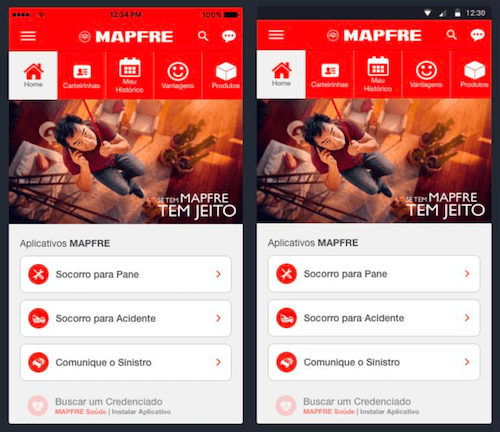 12:34 PM 100%
MAPFRE
Home Carteirinhas Meu Histórico Vantagens Produtos
SE TEM MAPFRE
TEM JEITO
Aplicativos MAPFRE
Socorro para Pane
Socorro para Acidente
Comunique o Sinistro
Buscar um Credenciado
MAPFRE Saúde | Instalar Aplicativo
12:30
MAPFRE
Home Carteirinhas Meu Histórico Vantagens Produtos
SE TEM MAPFRE
TEM JEITO
Aplicativos MAPFRE
Socorro para Pane
Socorro para Acidente
Comunique o Sinistro
Buscar um Credenciado
MAPFRE Saúde | Instalar Aplicativo